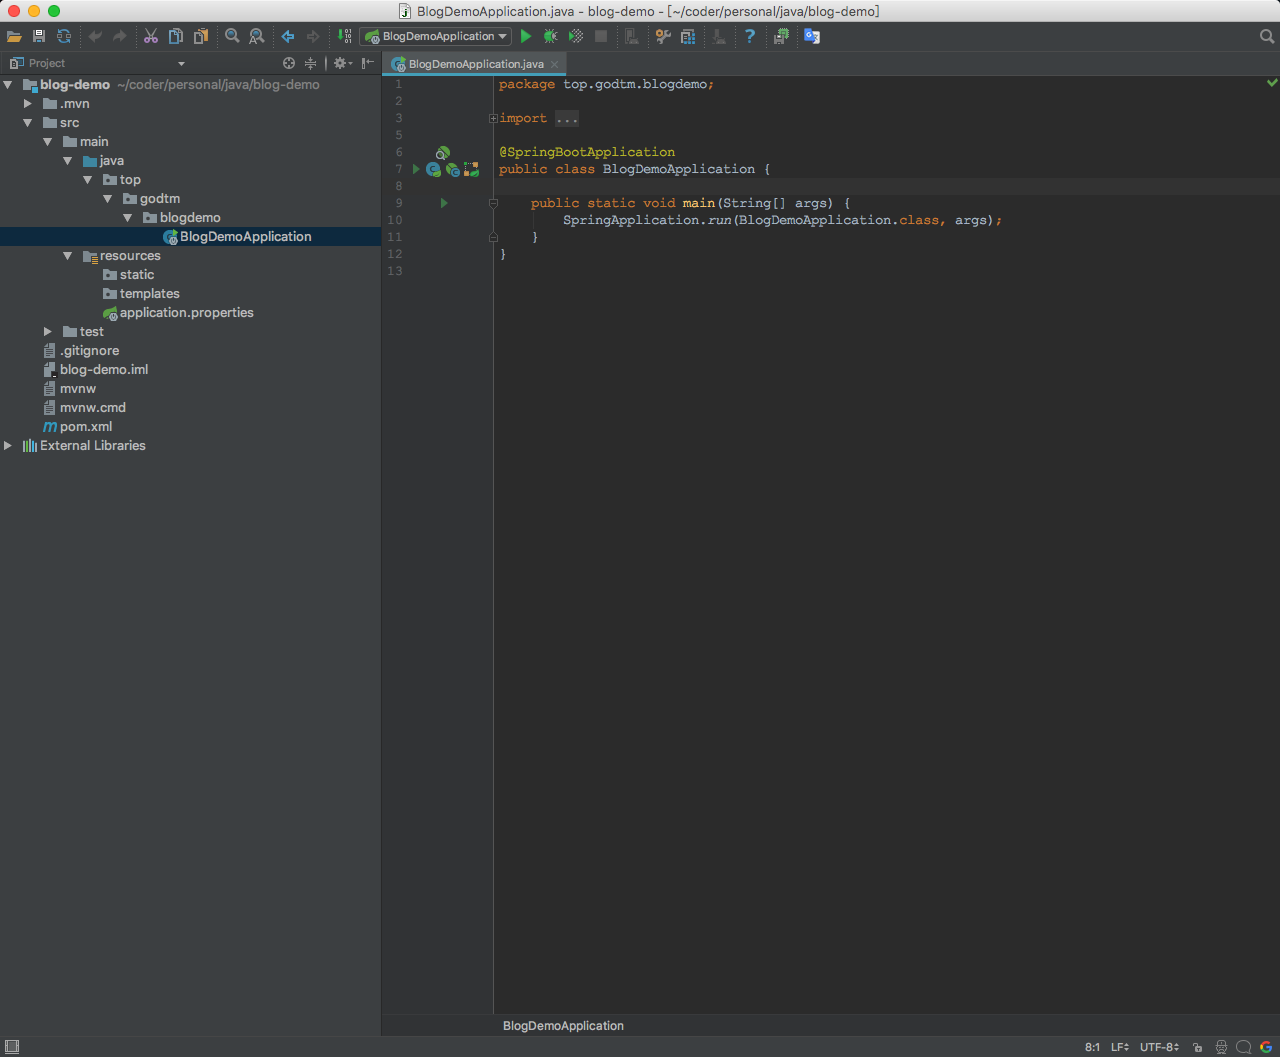 BlogDemoApplication.java - blog-demo - [~/coder/personal/java/blog-demo]
BlogDemoApplication
Project
BlogDemoApplication.java
blog-demo ~/coder/personal/java/blog-demo
.mvn
src
main
java
top
godtm
blogdemo
BlogDemoApplication
resources
static
templates
application.properties
test
.gitignore
blog-demo.iml
mvnw
mvnw.cmd
pom.xml
External Libraries
1 package top.godtm.blogdemo;
2
3 import ...
5
6 @SpringBootApplication
7 public class BlogDemoApplication {
8
9 public static void main(String[] args) {
10 SpringApplication.run(BlogDemoApplication.class, args);
11 }
12 }
13
BlogDemoApplication
8:1 LF UTF-8